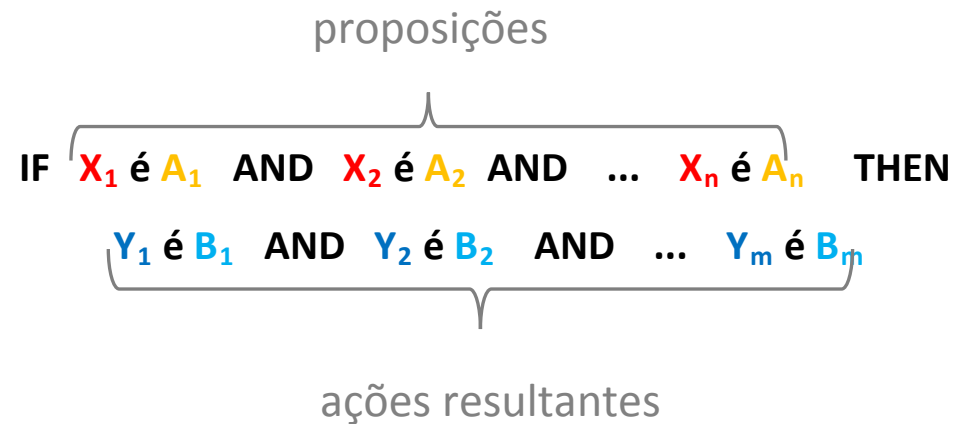 proposições
IF X₁ é A₁ AND X₂ é A₂ AND ... Xₙ é Aₙ THEN
Y₁ é B₁ AND Y₂ é B₂ AND ... Yₘ é Bₘ
ações resultantes